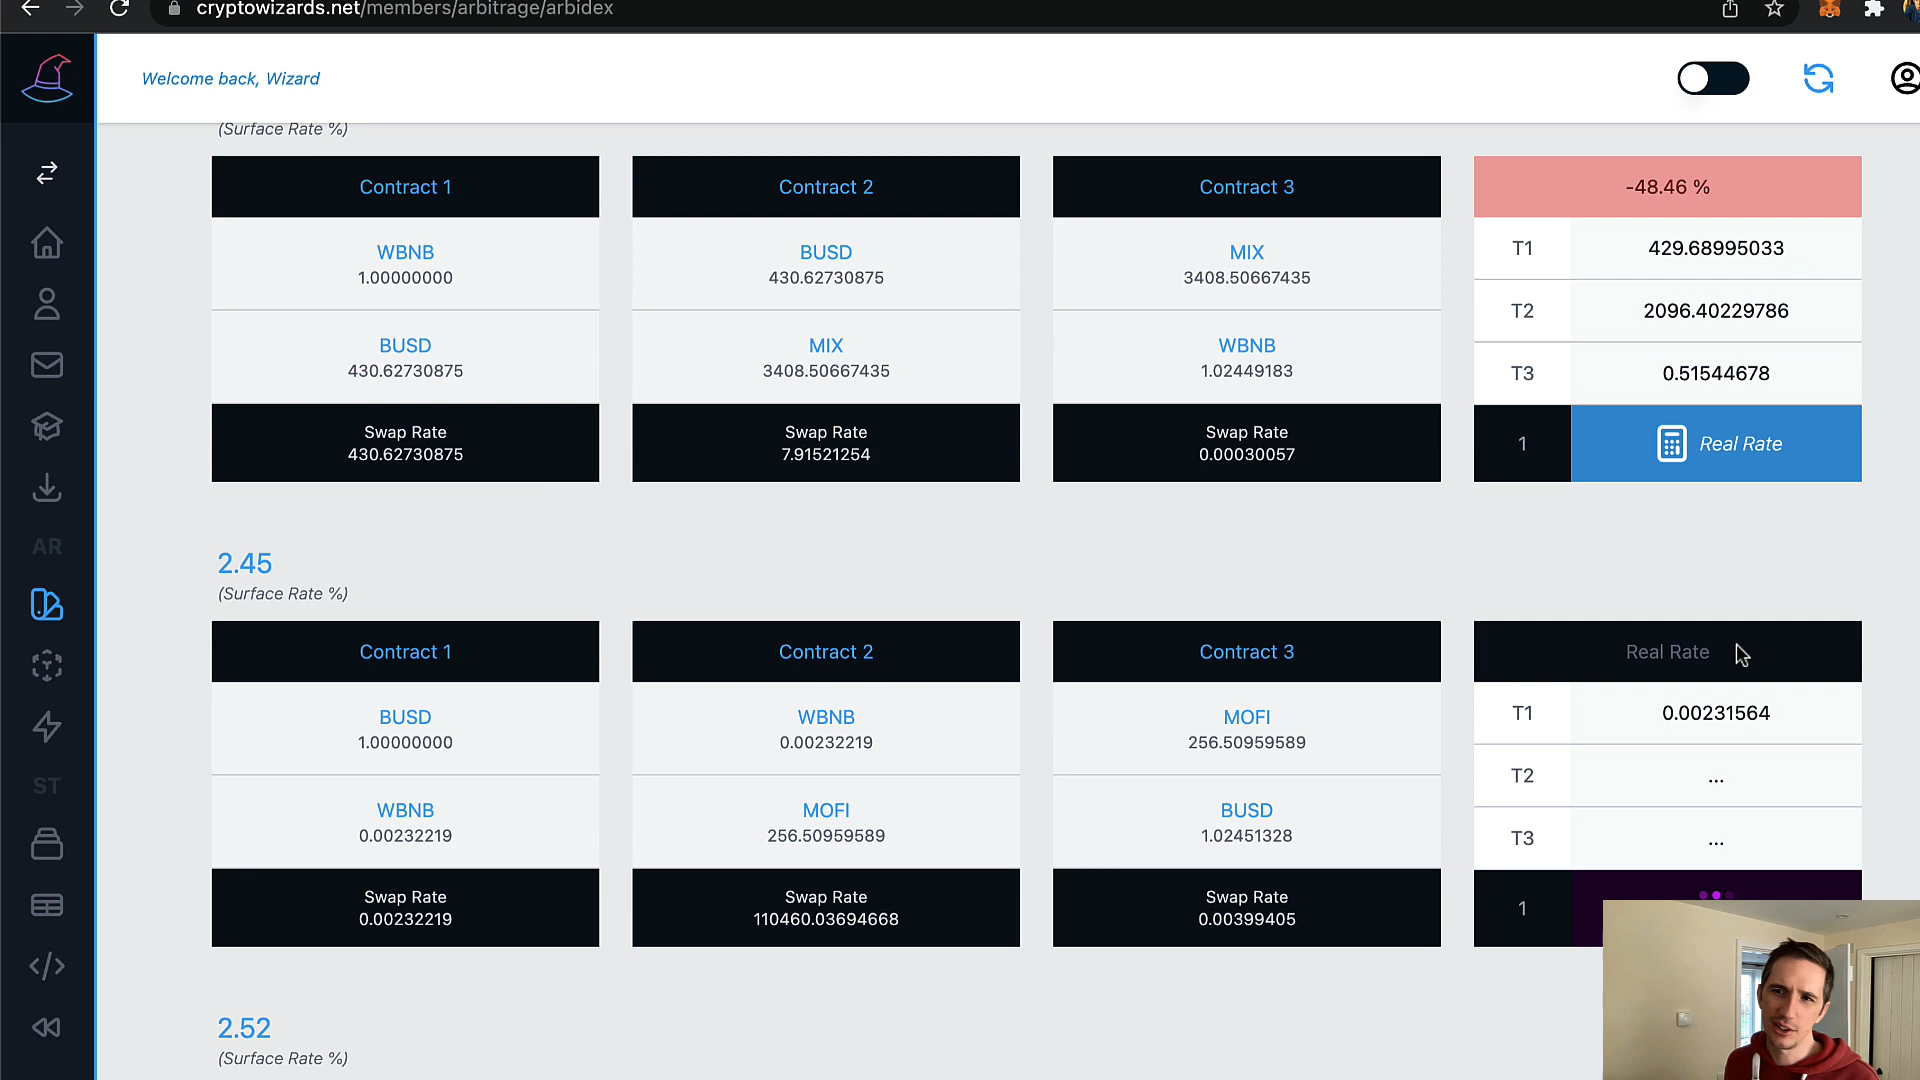 cryptowizards.net/members/arbitrage/arbidex
Welcome back, Wizard
(Surface Rate %)
Contract 1
WBNB
1.00000000
BUSD
430.62730875
Swap Rate
430.62730875
Contract 2
BUSD
430.62730875
MIX
3408.50667435
Swap Rate
7.91521254
Contract 3
MIX
3408.50667435
WBNB
1.02449183
Swap Rate
0.00030057
-48.46 %
T1 429.68995033
T2 2096.40229786
T3 0.51544678
1 Real Rate
AR
2.45
(Surface Rate %)
Contract 1
BUSD
1.00000000
WBNB
0.00232219
Swap Rate
0.00232219
Contract 2
WBNB
0.00232219
MOFI
256.50959589
Swap Rate
110460.03694668
Contract 3
MOFI
256.50959589
BUSD
1.02451328
Swap Rate
0.00399405
Real Rate
T1 0.00231564
T2 ...
T3 ...
1
ST
2.52
(Surface Rate %)